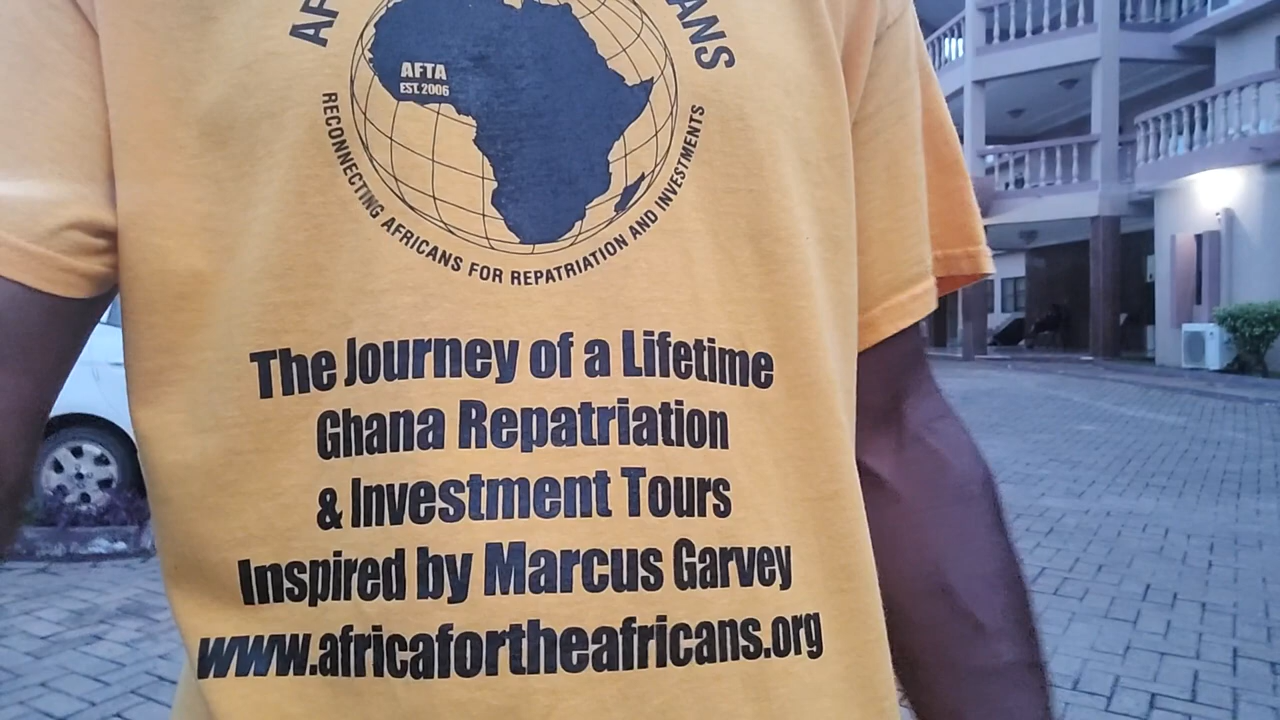 AFTA
EST. 2006
RECONNECTING AFRICANS FOR REPATRIATION AND INVESTMENTS
The Journey of a Lifetime
Ghana Repatriation
& Investment Tours
Inspired by Marcus Garvey
www.africafortheafricans.org